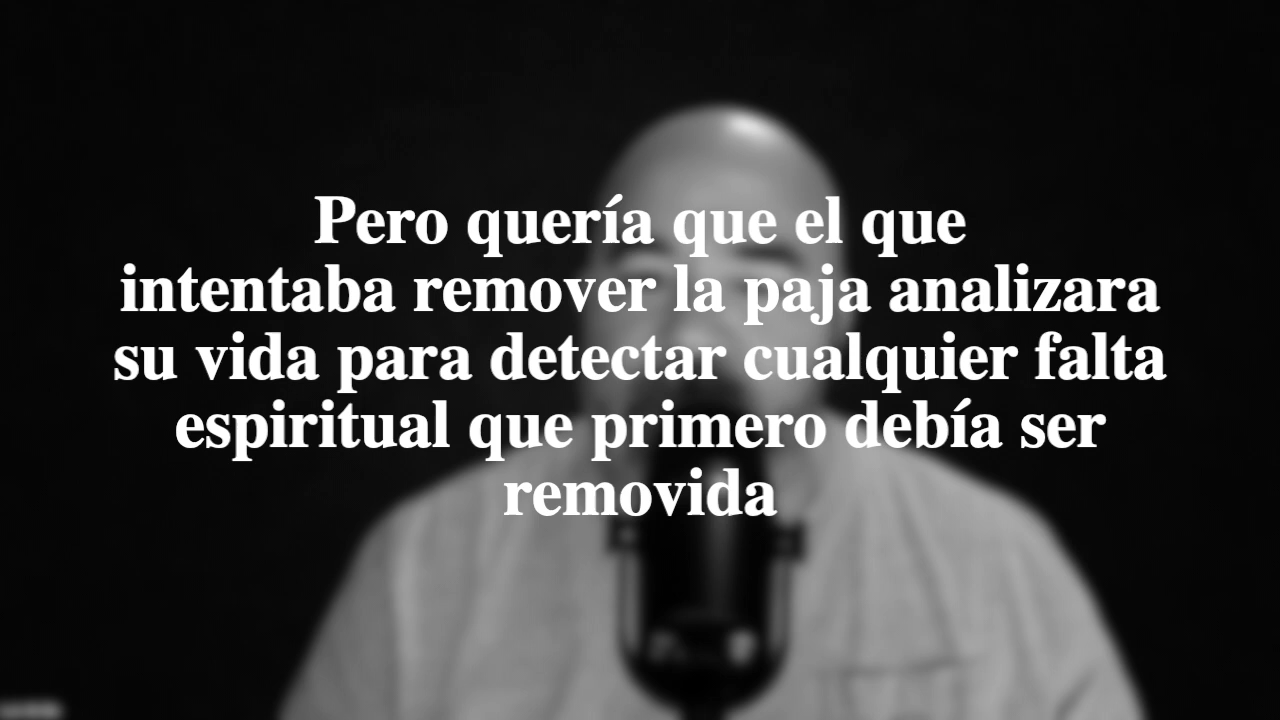 Pero quería que el que
intentaba remover la paja analizara
su vida para detectar cualquier falta
espiritual que primero debía ser
removida